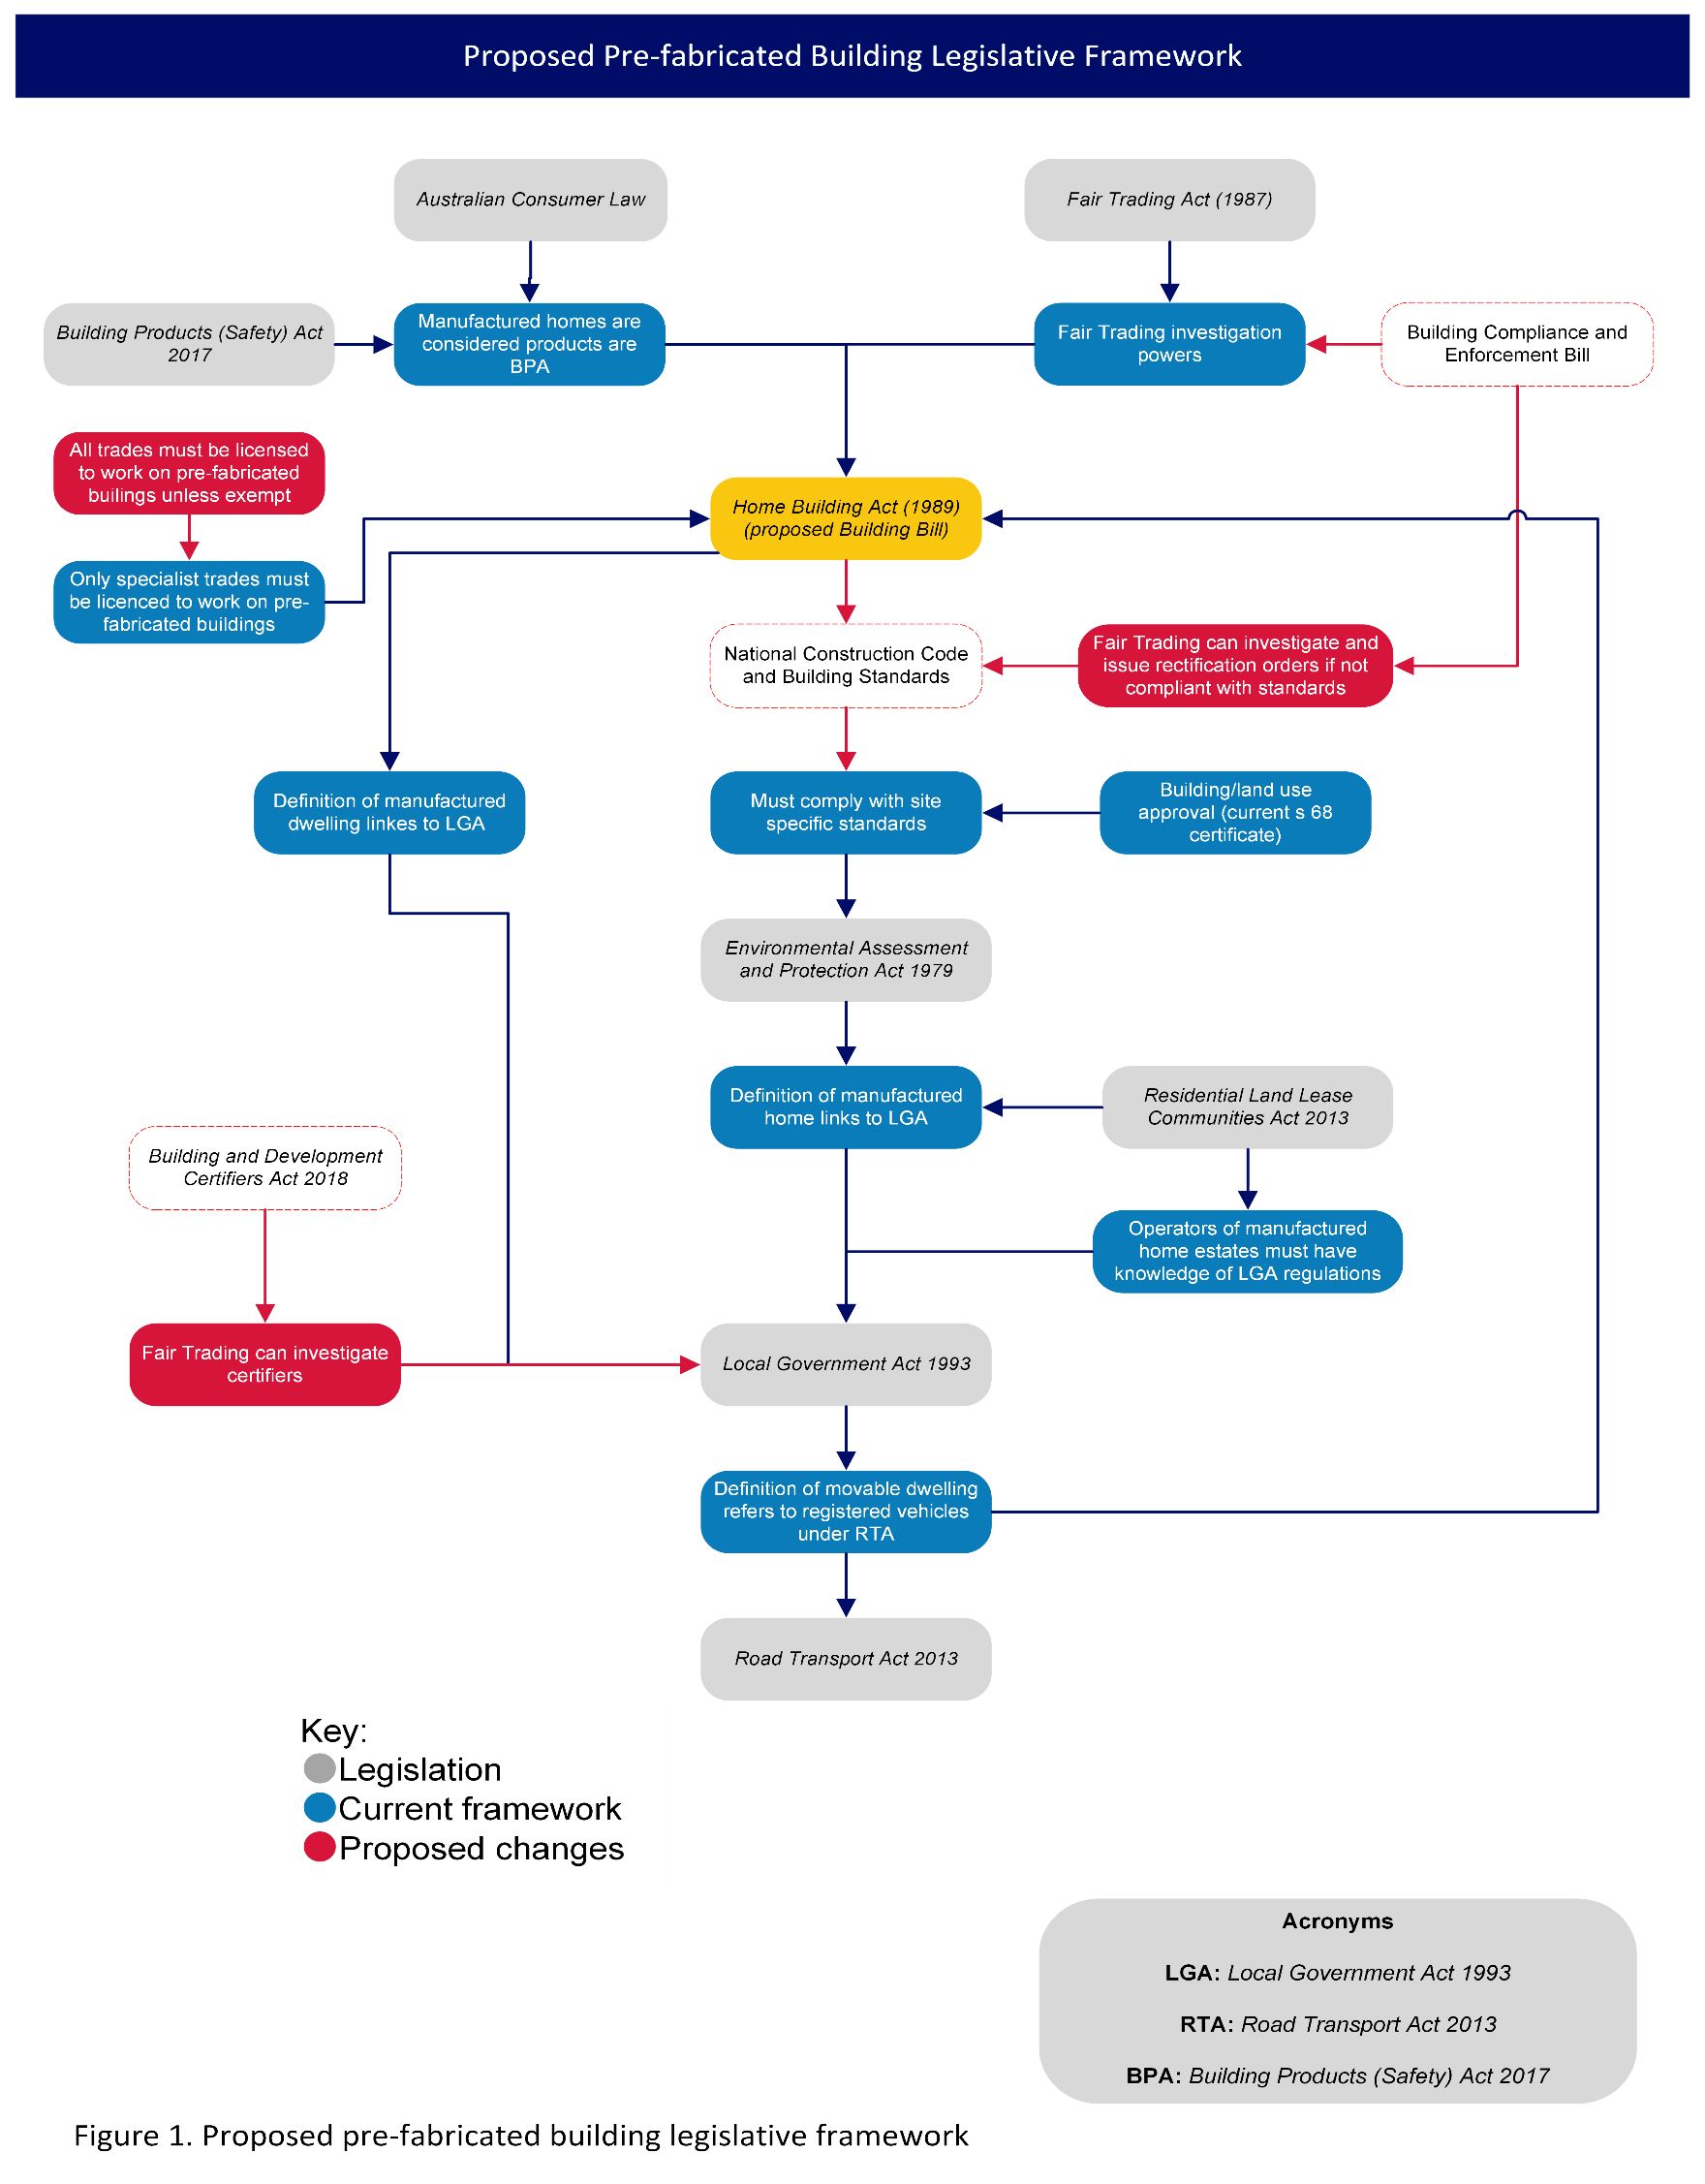 Proposed Pre-fabricated Building Legislative Framework
Australian Consumer Law
Fair Trading Act (1987)
Building Products (Safety) Act
2017
Manufactured homes are
considered products are
BPA
Fair Trading investigation
powers
Building Compliance and
Enforcement Bill
All trades must be licensed
to work on pre-fabricated
builings unless exempt
Home Building Act (1989)
(proposed Building Bill)
Only specialist trades must
be licenced to work on pre-
fabricated buildings
National Construction Code
and Building Standards
Fair Trading can investigate and
issue rectification orders if not
compliant with standards
Definition of manufactured
dwelling linkes to LGA
Must comply with site
specific standards
Building/land use
approval (current s 68
certificate)
Environmental Assessment
and Protection Act 1979
Definition of manufactured
home links to LGA
Residential Land Lease
Communities Act 2013
Building and Development
Certifiers Act 2018
Operators of manufactured
home estates must have
knowledge of LGA regulations
Fair Trading can investigate
certifiers
Local Government Act 1993
Definition of movable dwelling
refers to registered vehicles
under RTA
Road Transport Act 2013
Key:
Legislation
Current framework
Proposed changes
Acronyms
LGA: Local Government Act 1993
RTA: Road Transport Act 2013
BPA: Building Products (Safety) Act 2017
Figure 1. Proposed pre-fabricated building legislative framework